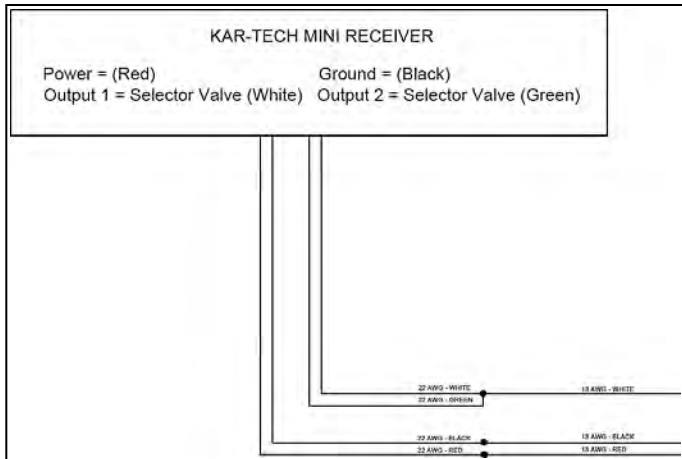 KAR-TECH MINI RECEIVER
Power = (Red) Ground = (Black)
Output 1 = Selector Valve (White) Output 2 = Selector Valve (Green)
22 AWG - WHITE 18 AWG - WHITE
22 AWG - GREEN
22 AWG - BLACK 18 AWG - BLACK
22 AWG - RED 18 AWG - RED